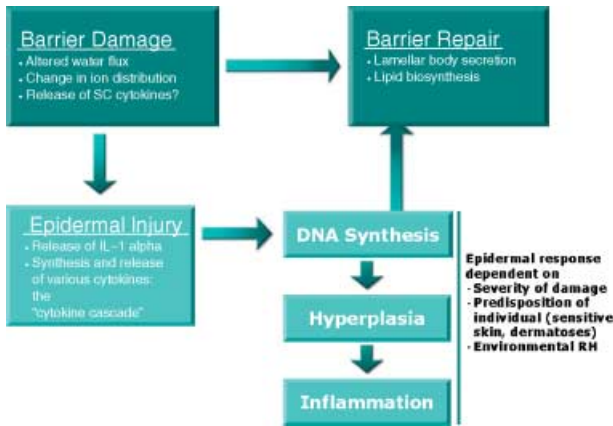 Barrier Damage
• Altered water flux
• Change in ion distribution
• Release of SC cytokines?
Barrier Repair
• Lamellar body secretion
• Lipid biosynthesis
Epidermal Injury
• Release of IL-1 alpha
• Synthesis and release
of various cytokines:
the
"cytokine cascade"
DNA Synthesis
Hyperplasia
Inflammation
Epidermal response
dependent on
· Severity of damage
· Predisposition of
individual (sensitive
skin, dermatoses)
· Environmental RH